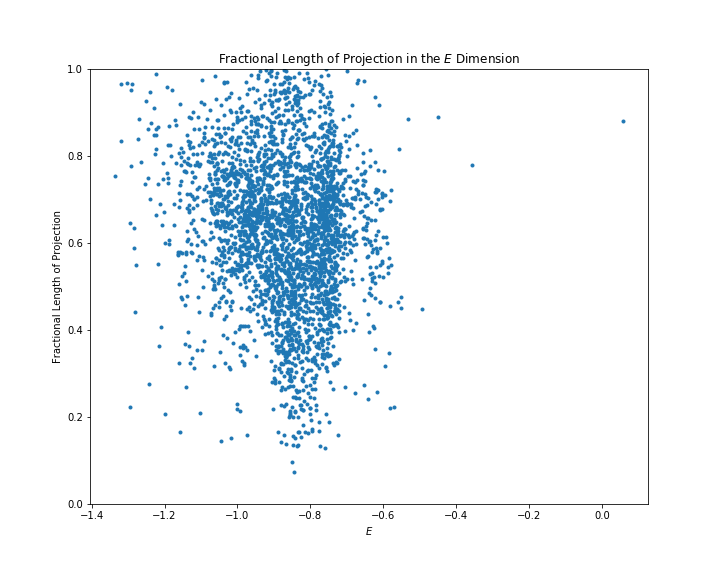 Fractional Length of Projection in the E Dimension
Fractional Length of Projection
1.0
0.8
0.6
0.4
0.2
0.0
−1.4 −1.2 −1.0 −0.8 −0.6 −0.4 −0.2 0.0
E